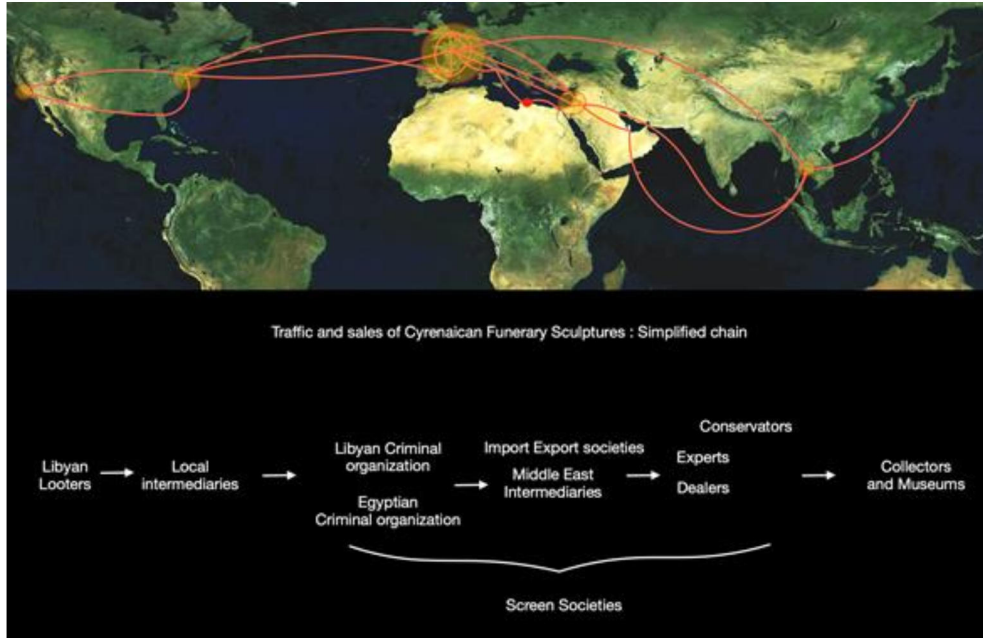 Traffic and sales of Cyrenaican Funerary Sculptures : Simplified chain
Libyan
Looters
Local
intermediaries
Libyan Criminal
organization
Egyptian
Criminal organization
Import Export societies
Middle East
Intermediaries
Conservators
Experts
Dealers
Collectors
and Museums
Screen Societies